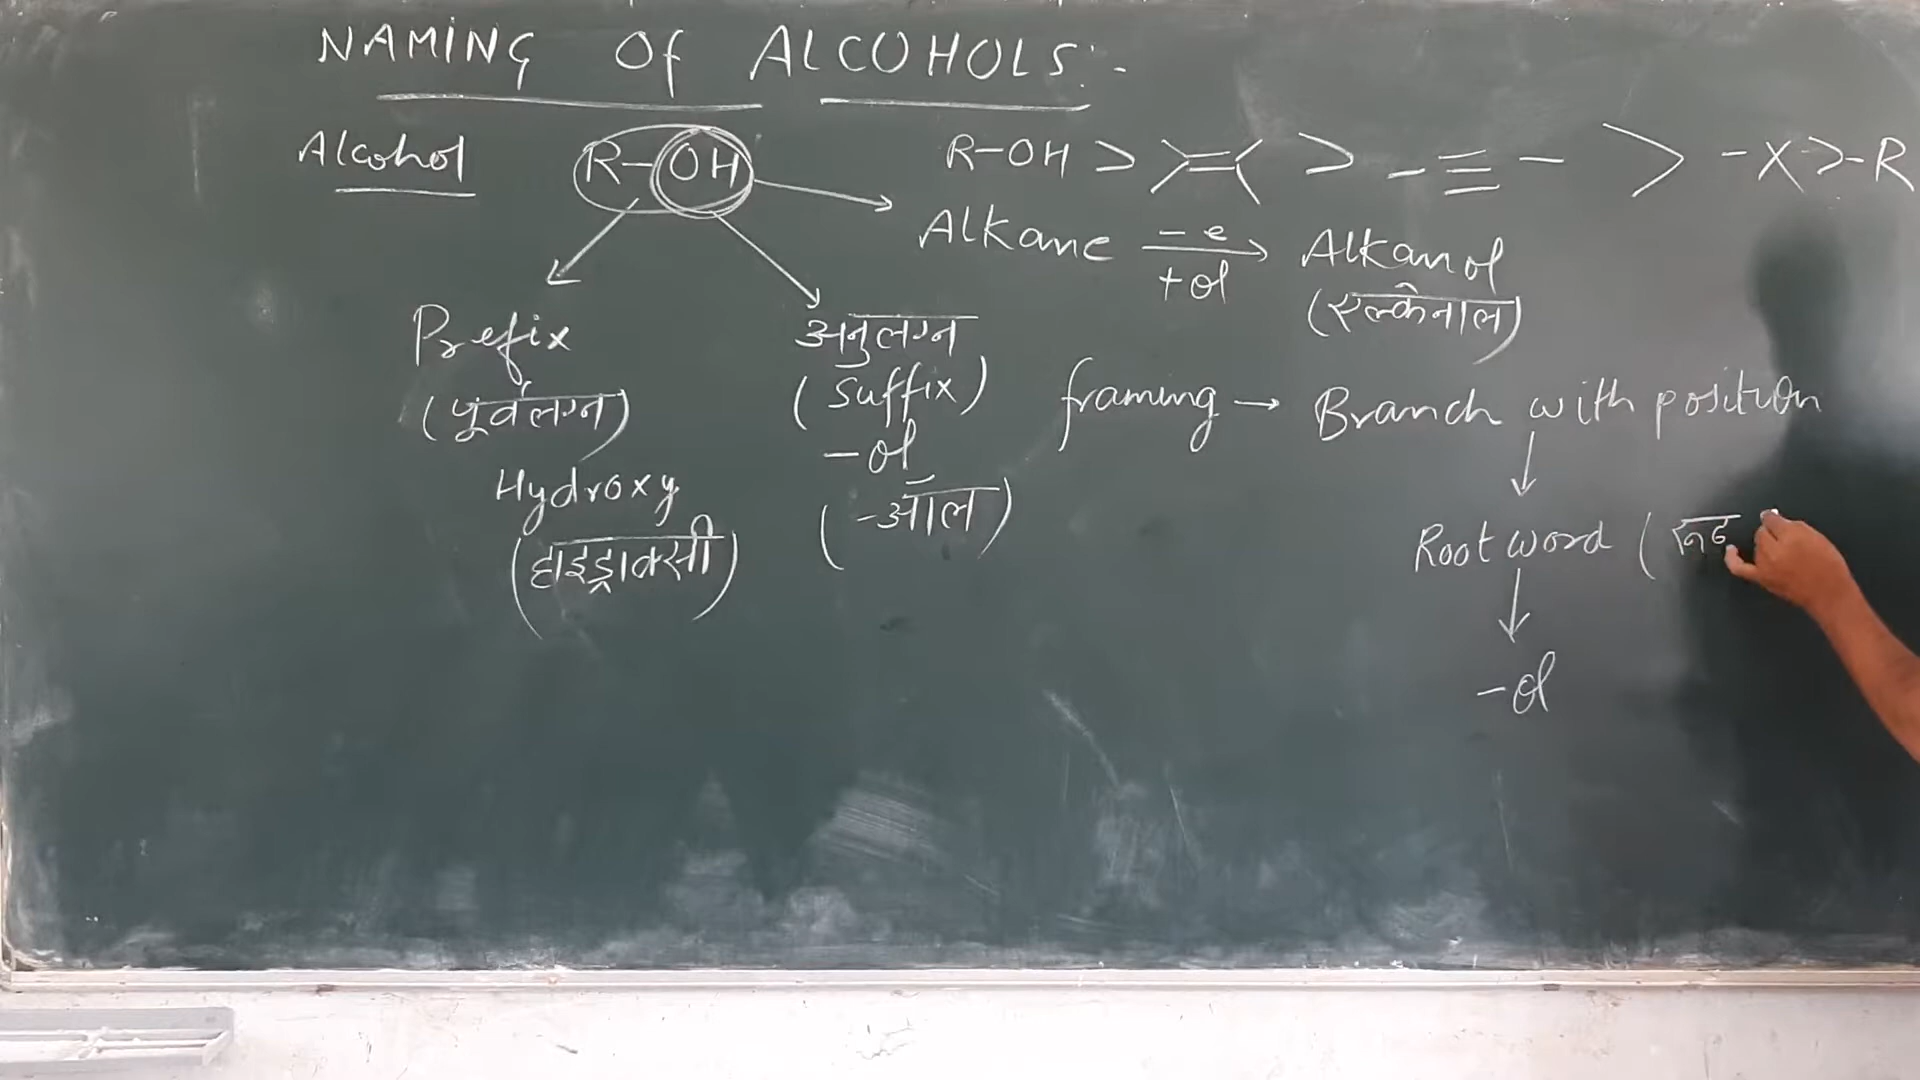 NAMING Of ALCOHOLS:-
Alcohol R-OH
R-OH > >=< > -≡- > -X > -R
Alkane -e +ol → Alkanol
(एल्केनाल)
Prefix
(पूर्वलग्न)
Hydroxy
(हाइड्राक्सी)
अनुलग्न
(Suffix)
-ol
(-ऑल)
framing → Branch with position
↓
Root word (
↓
-ol